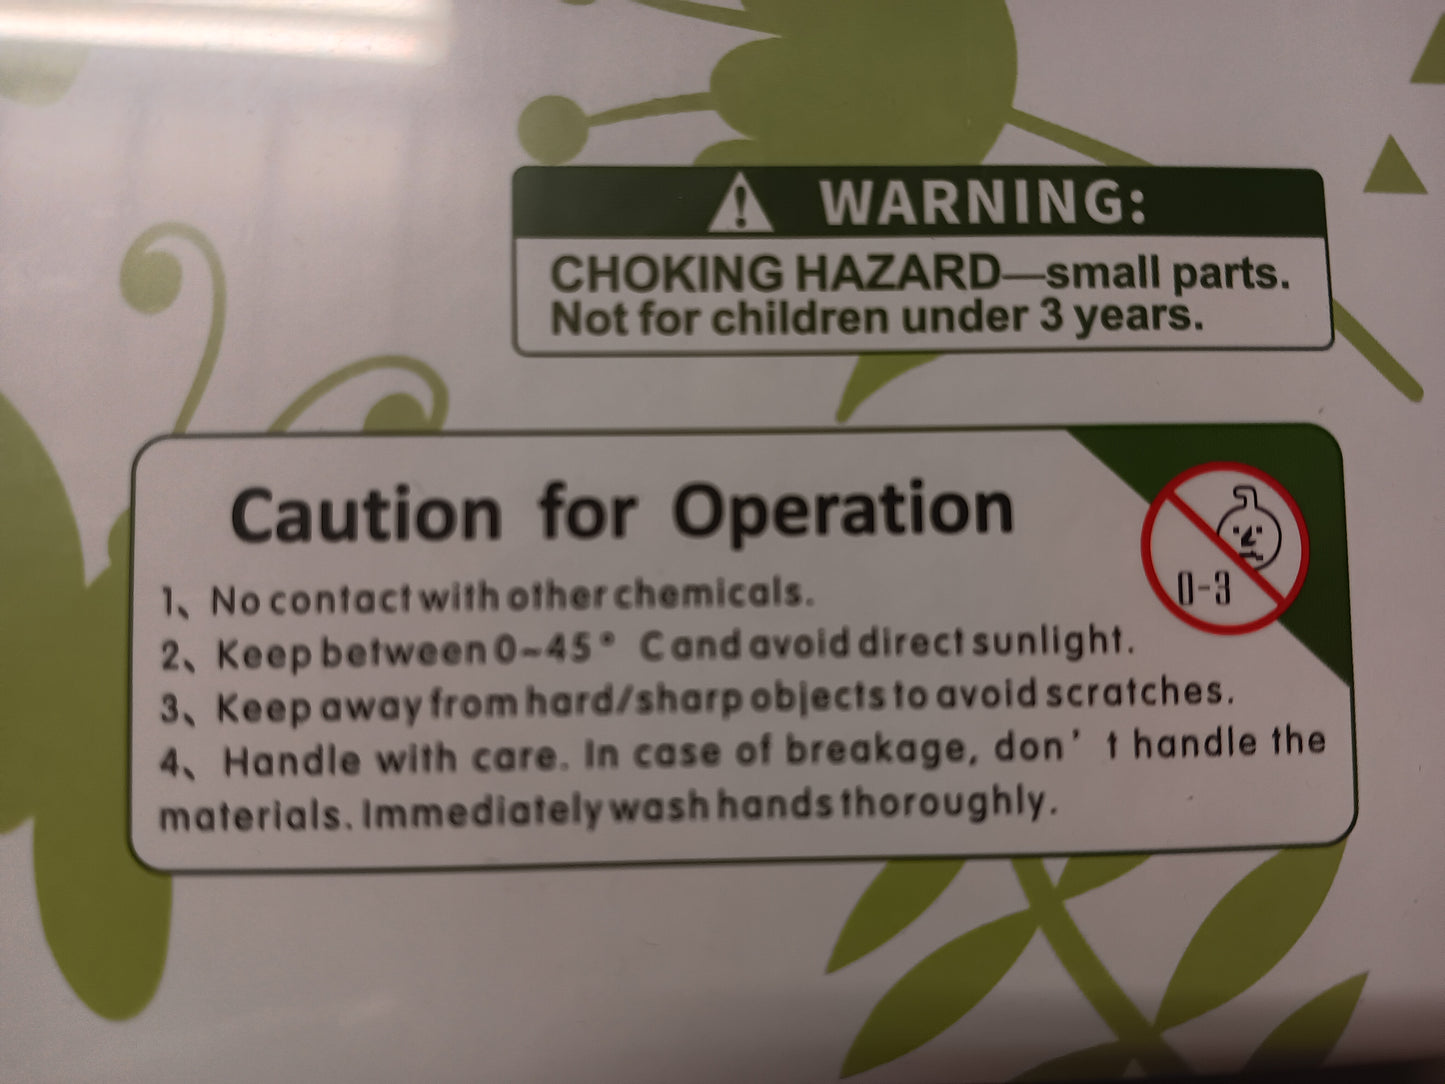 WARNING:
CHOKING HAZARD—small parts.
Not for children under 3 years.
Caution for Operation
0-3
1、No contact with other chemicals.
2、Keep between 0~45° C and avoid direct sunlight.
3、Keep away from hard/sharp objects to avoid scratches.
4、Handle with care. In case of breakage, don’ t handle the
materials. Immediately wash hands thoroughly.